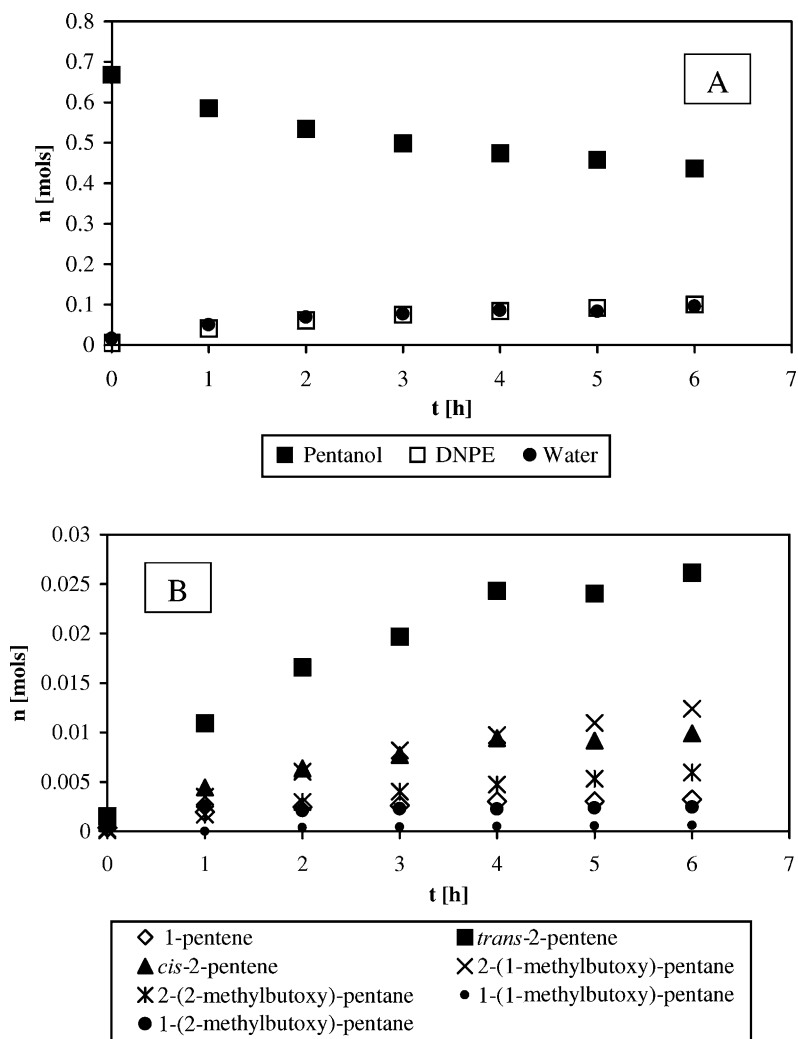 0.8
0.7
0.6
0.5
0.4
0.3
0.2
0.1
0
n [mols]
A
0 1 2 3 4 5 6 7
t [h]
Pentanol DNPE Water
0.03
0.025
0.02
0.015
0.01
0.005
0
n [mols]
B
0 1 2 3 4 5 6 7
t [h]
1-pentene trans-2-pentene
cis-2-pentene 2-(1-methylbutoxy)-pentane
2-(2-methylbutoxy)-pentane 1-(1-methylbutoxy)-pentane
1-(2-methylbutoxy)-pentane